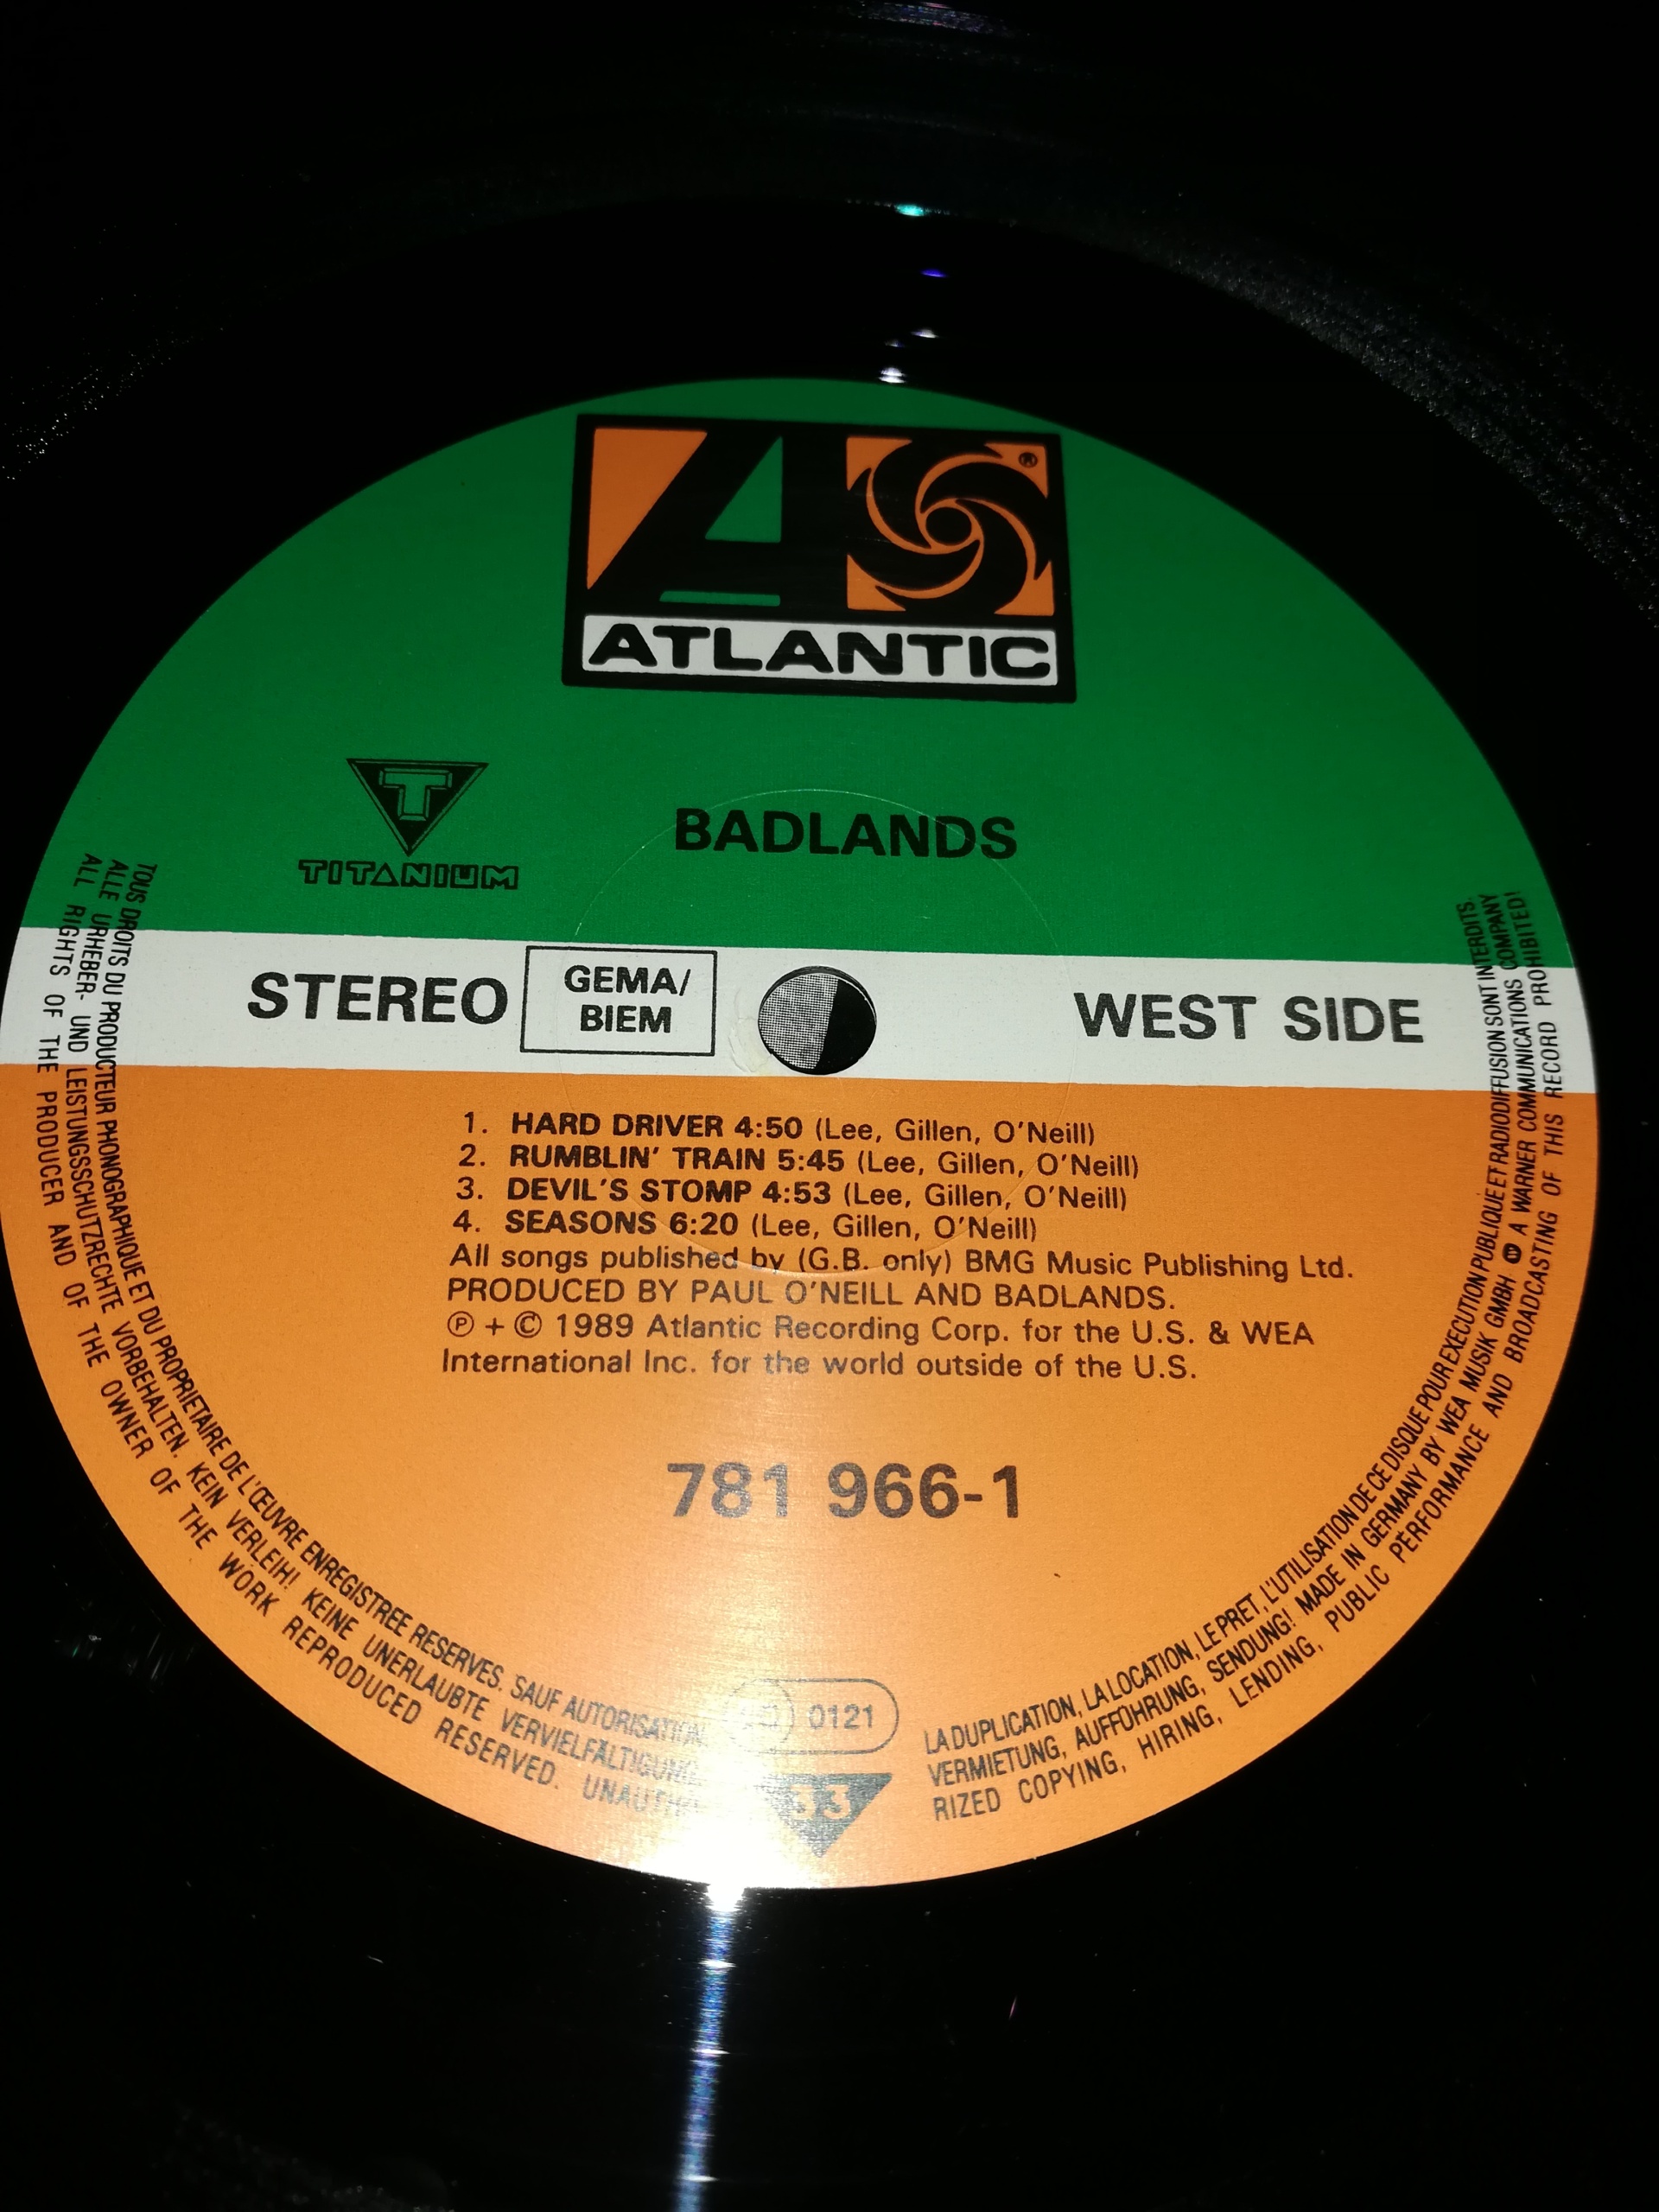 ATLANTIC
®
T
TITANIUM
BADLANDS
STEREO
GEMA/
BIEM
WEST SIDE
1. HARD DRIVER 4:50 (Lee, Gillen, O'Neill)
2. RUMBLIN' TRAIN 5:45 (Lee, Gillen, O'Neill)
3. DEVIL'S STOMP 4:53 (Lee, Gillen, O'Neill)
4. SEASONS 6:20 (Lee, Gillen, O'Neill)
All songs published by (G.B. only) BMG Music Publishing Ltd.
PRODUCED BY PAUL O'NEILL AND BADLANDS.
℗ + © 1989 Atlantic Recording Corp. for the U.S. & WEA
International Inc. for the world outside of the U.S.
781 966-1
0121
33
TOUS DROITS DU PRODUCTEUR PHONOGRAPHIQUE ET DU PROPRIETAIRE DE L'ŒUVRE ENREGISTREE RESERVES. SAUF AUTORISATION, LA DUPLICATION, LA LOCATION, LE PRET, L'UTILISATION DE CE DISQUE POUR EXECUTION PUBLIQUE ET RADIODIFFUSION SONT INTERDITS.
ALLE URHEBER- UND LEISTUNGSSCHUTZRECHTE VORBEHALTEN. KEIN VERLEIH! KEINE UNERLAUBTE VERVIELFÄLTIGUNG, VERMIETUNG, AUFFÜHRUNG, SENDUNG! MADE IN GERMANY BY WEA MUSIK GMBH A WARNER COMMUNICATIONS COMPANY
ALL RIGHTS OF THE PRODUCER AND OF THE OWNER OF THE WORK REPRODUCED RESERVED. UNAUTHORIZED COPYING, HIRING, LENDING, PUBLIC PERFORMANCE AND BROADCASTING OF THIS RECORD PROHIBITED!